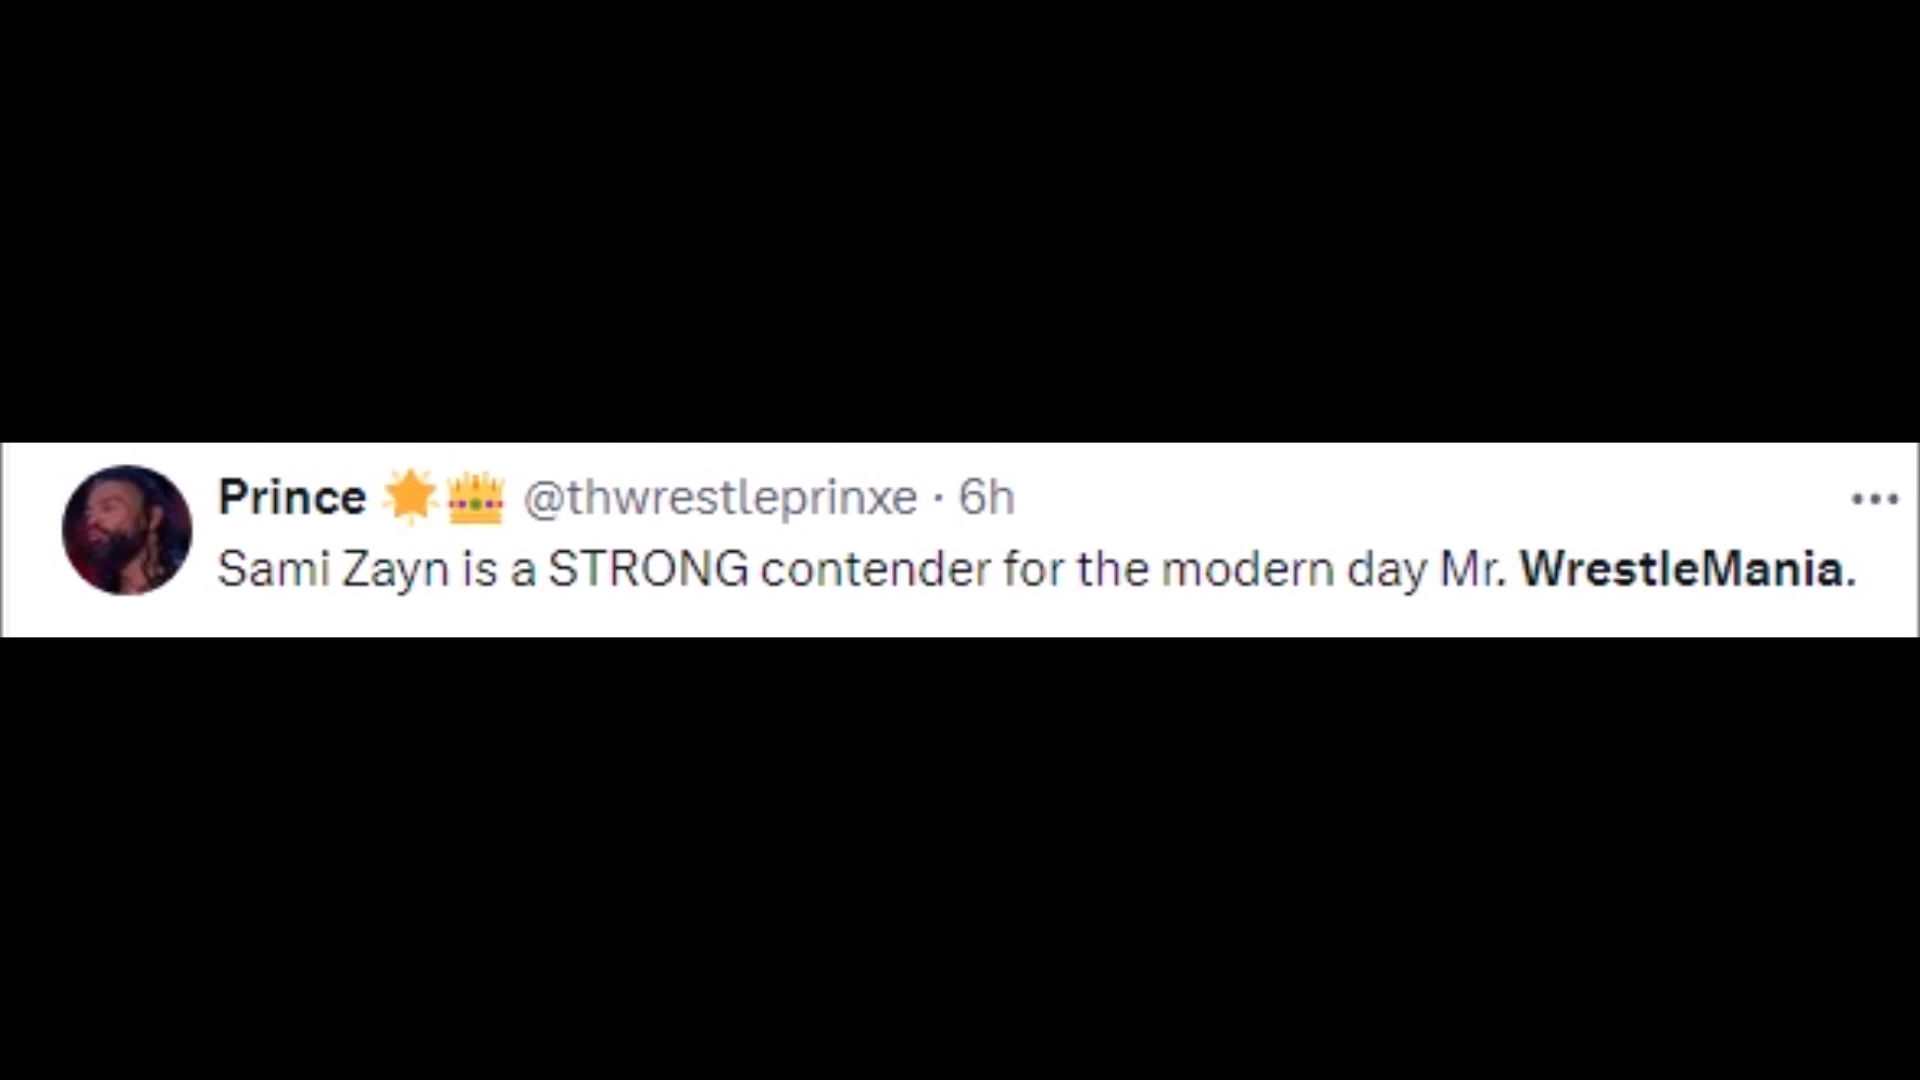 Prince 🌟👑 @thwrestleprinxe · 6h
Sami Zayn is a STRONG contender for the modern day Mr. WrestleMania.